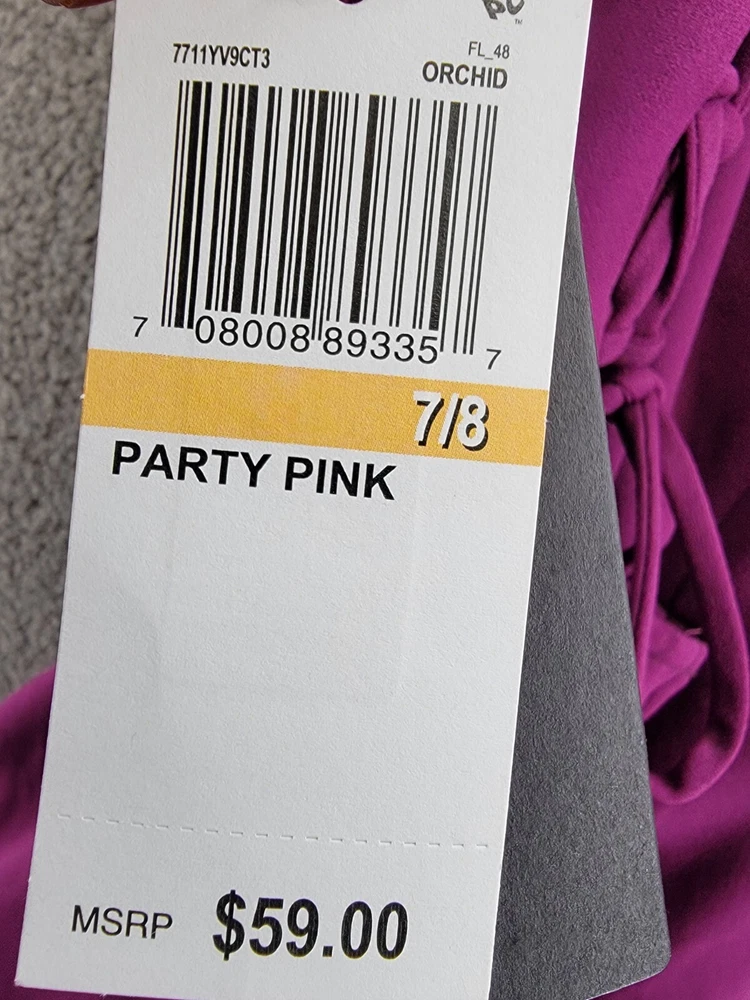 7711YV9CT3
FL_48
ORCHID
7 08008 89335 7
7/8
PARTY PINK
MSRP $59.00